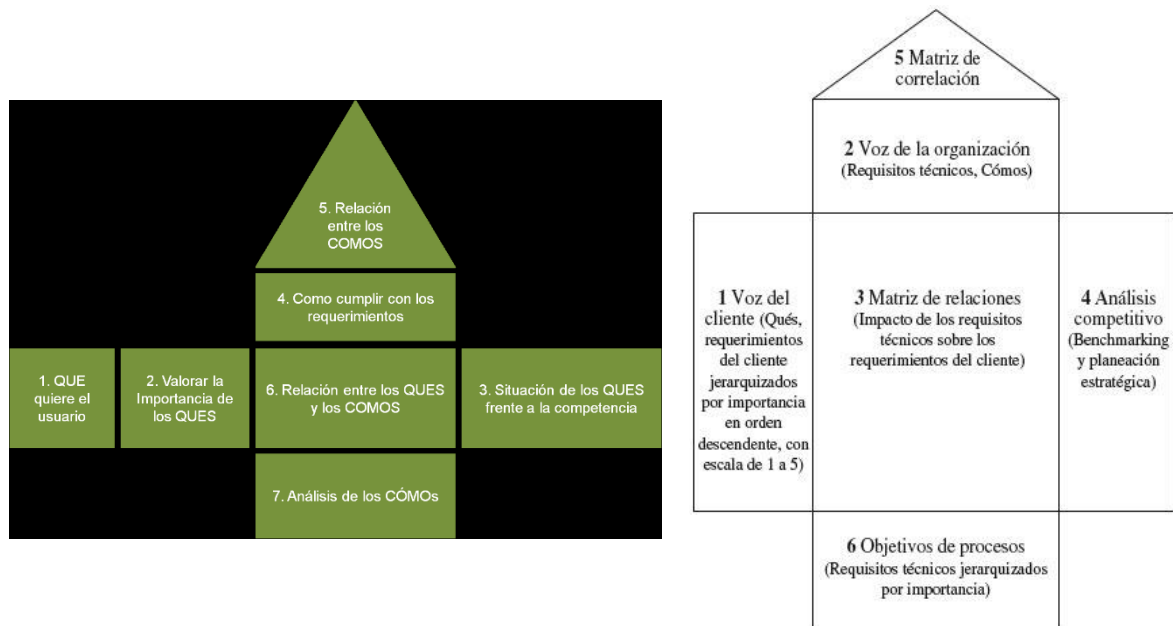 5. Relación
entre los
COMOS
4. Como cumplir con los
requerimientos
1. QUE
quiere el
usuario
2. Valorar la
Importancia de
los QUES
6. Relación entre los QUES
y los COMOS
3. Situación de los QUES
frente a la competencia
7. Análisis de los CÓMOs
5 Matriz de
correlación
2 Voz de la organización
(Requisitos técnicos, Cómos)
1 Voz del
cliente (Qués,
requerimientos
del cliente
jerarquizados
por importancia
en orden
descendente, con
escala de 1 a 5)
3 Matriz de relaciones
(Impacto de los requisitos
técnicos sobre los
requerimientos del cliente)
4 Análisis
competitivo
(Benchmarking
y planeación
estratégica)
6 Objetivos de procesos
(Requisitos técnicos jerarquizados
por importancia)